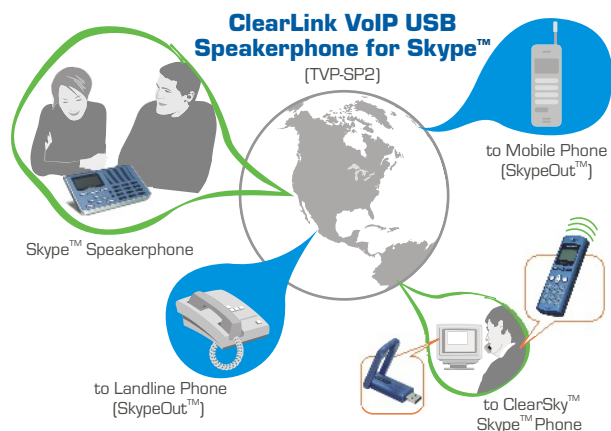 ClearLink VoIP USB
Speakerphone for Skype™
(TVP-SP2)
to Mobile Phone
(SkypeOut™)
Skype™ Speakerphone
to Landline Phone
(SkypeOut™)
to ClearSky™
Skype™ Phone